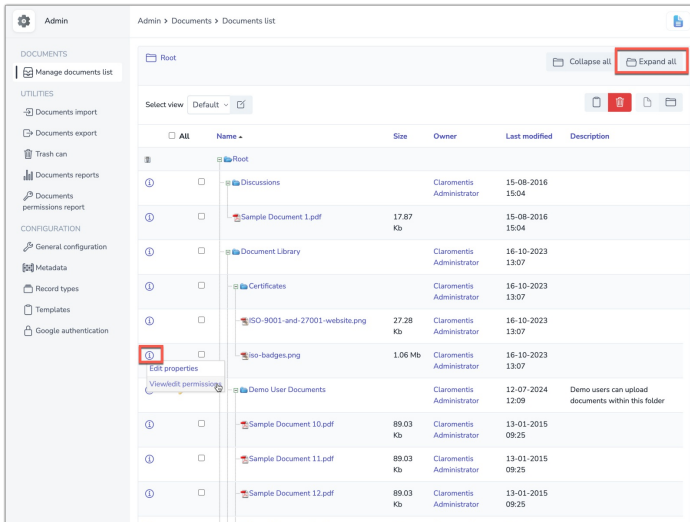 Admin
Admin > Documents > Documents list
DOCUMENTS
Manage documents list
UTILITIES
Documents import
Documents export
Trash can
Documents reports
Documents
permissions report
CONFIGURATION
General configuration
Metadata
Record types
Templates
Google authentication
Root
Collapse all
Expand all
Select view Default
All Name Size Owner Last modified Description
Root
Discussions Claromentis 15-08-2016
Administrator 15:04
Sample Document 1.pdf 17.87 Claromentis 15-08-2016
Kb Administrator 15:04
Document Library Claromentis 16-10-2023
Administrator 13:07
Certificates Claromentis 16-10-2023
Administrator 13:07
ISO-9001-and-27001-website.png 27.28 Claromentis 16-10-2023
Kb Administrator 13:07
iso-badges.png 1.06 Mb Claromentis 16-10-2023
Administrator 13:07
Edit properties
View/edit permissions
Demo User Documents Claromentis 12-07-2024 Demo users can upload
Administrator 12:09 documents within this folder
Sample Document 10.pdf 89.03 Claromentis 13-01-2015
Kb Administrator 09:25
Sample Document 11.pdf 89.03 Claromentis 13-01-2015
Kb Administrator 09:25
Sample Document 12.pdf 89.03 Claromentis 13-01-2015
Kb Administrator 09:25